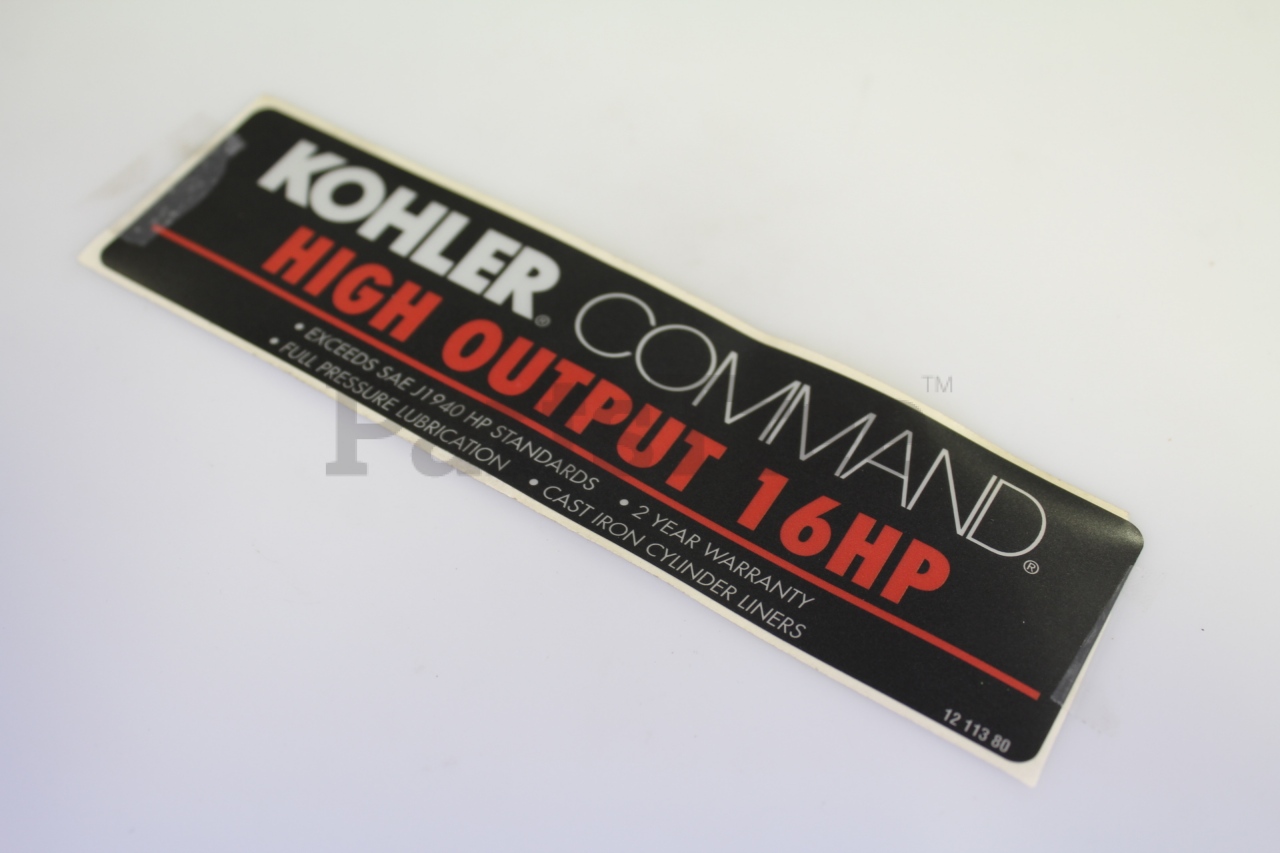 KOHLER® COMMAND®
HIGH OUTPUT 16HP
• EXCEEDS SAE J1940 HP STANDARDS • 2 YEAR WARRANTY
• FULL PRESSURE LUBRICATION • CAST IRON CYLINDER LINERS
12 113 80